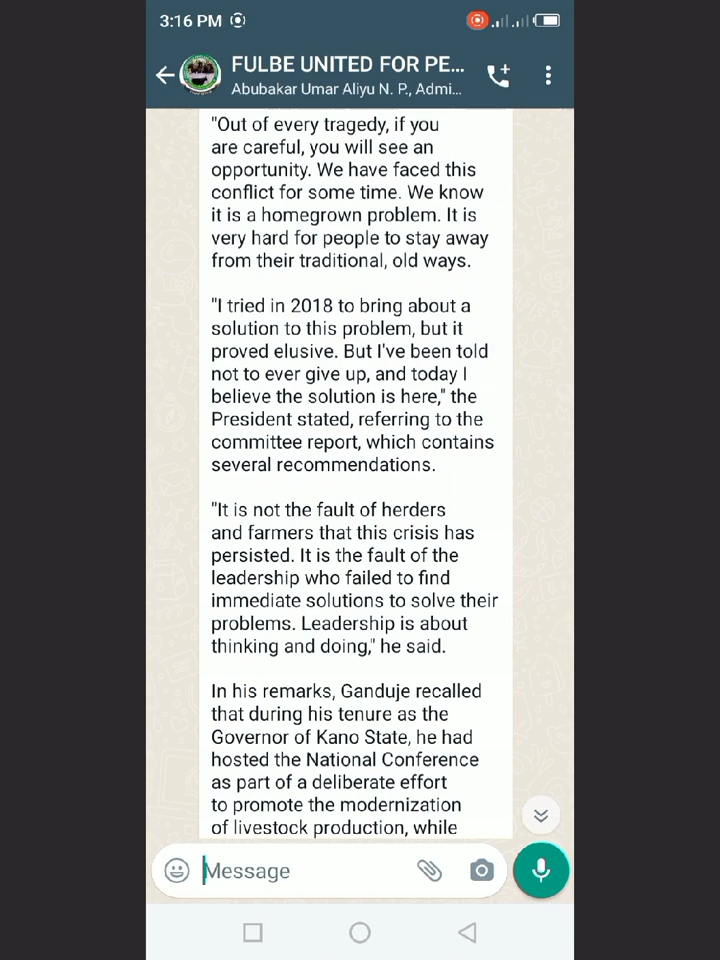 3:16 PM
FULBE UNITED FOR PE...
Abubakar Umar Aliyu N. P., Admi...
"Out of every tragedy, if you
are careful, you will see an
opportunity. We have faced this
conflict for some time. We know
it is a homegrown problem. It is
very hard for people to stay away
from their traditional, old ways.
"I tried in 2018 to bring about a
solution to this problem, but it
proved elusive. But I've been told
not to ever give up, and today I
believe the solution is here," the
President stated, referring to the
committee report, which contains
several recommendations.
"It is not the fault of herders
and farmers that this crisis has
persisted. It is the fault of the
leadership who failed to find
immediate solutions to solve their
problems. Leadership is about
thinking and doing," he said.
In his remarks, Ganduje recalled
that during his tenure as the
Governor of Kano State, he had
hosted the National Conference
as part of a deliberate effort
to promote the modernization
of livestock production, while
Message